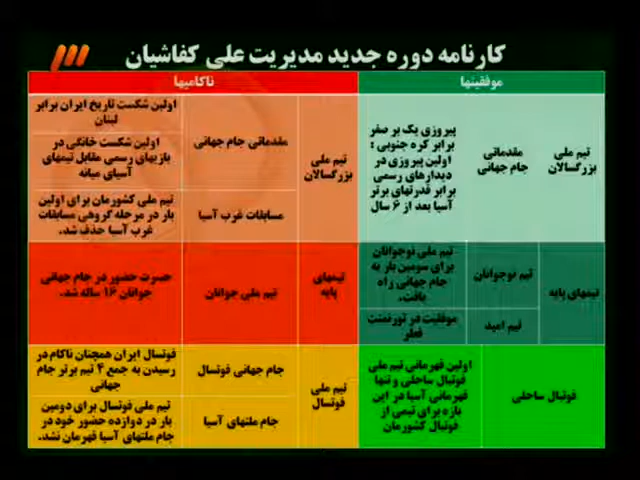 کارنامه دوره جدید مدیریت علی کفاشیان
موفقیتها
ناکامیها
تیم ملی
بزرگسالان
مقدماتی
جام جهانی
پیروزی یک بر صفر
برابر کره جنوبی :
اولین پیروزی در
دیدارهای رسمی
برابر قدرتهای برتر
آسیا بعد از ۶ سال
تیمهای پایه
تیم نوجوانان
تیم ملی نوجوانان
برای سومین بار به
جام جهانی راه
یافت.
تیم امید
موفقیت در تورنمنت
قطر
فوتبال ساحلی
اولین قهرمانی تیم ملی
فوتبال ساحلی و تنها
قهرمانی آسیا در این
بازه برای تیمی از
فوتبال کشورمان
تیم ملی
بزرگسالان
مقدماتی جام جهانی
اولین شکست تاریخ ایران برابر
لبنان
اولین شکست خانگی در
بازیهای رسمی مقابل تیمهای
آسیای میانه
مسابقات غرب آسیا
تیم ملی کشورمان برای اولین
بار در مرحله گروهی مسابقات
غرب آسیا حذف شد.
تیمهای
پایه
تیم ملی جوانان
حسرت حضور در جام جهانی
جوانان ۱۶ ساله شد.
تیم ملی
فوتسال
جام جهانی فوتسال
فوتسال ایران همچنان ناکام در
رسیدن به جمع ۴ تیم برتر جام
جهانی
جام ملتهای آسیا
تیم ملی فوتسال برای دومین
بار در دوازده حضور خود در
جام ملتهای آسیا قهرمان نشد.